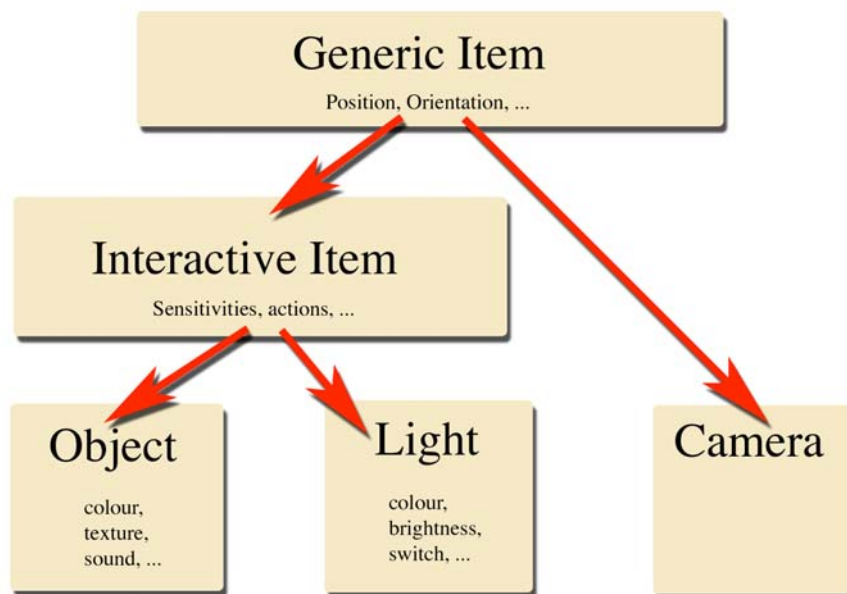 Generic Item
Position, Orientation, ...
Interactive Item
Sensitivities, actions, ...
Object
colour,
texture,
sound, ...
Light
colour,
brightness,
switch, ...
Camera